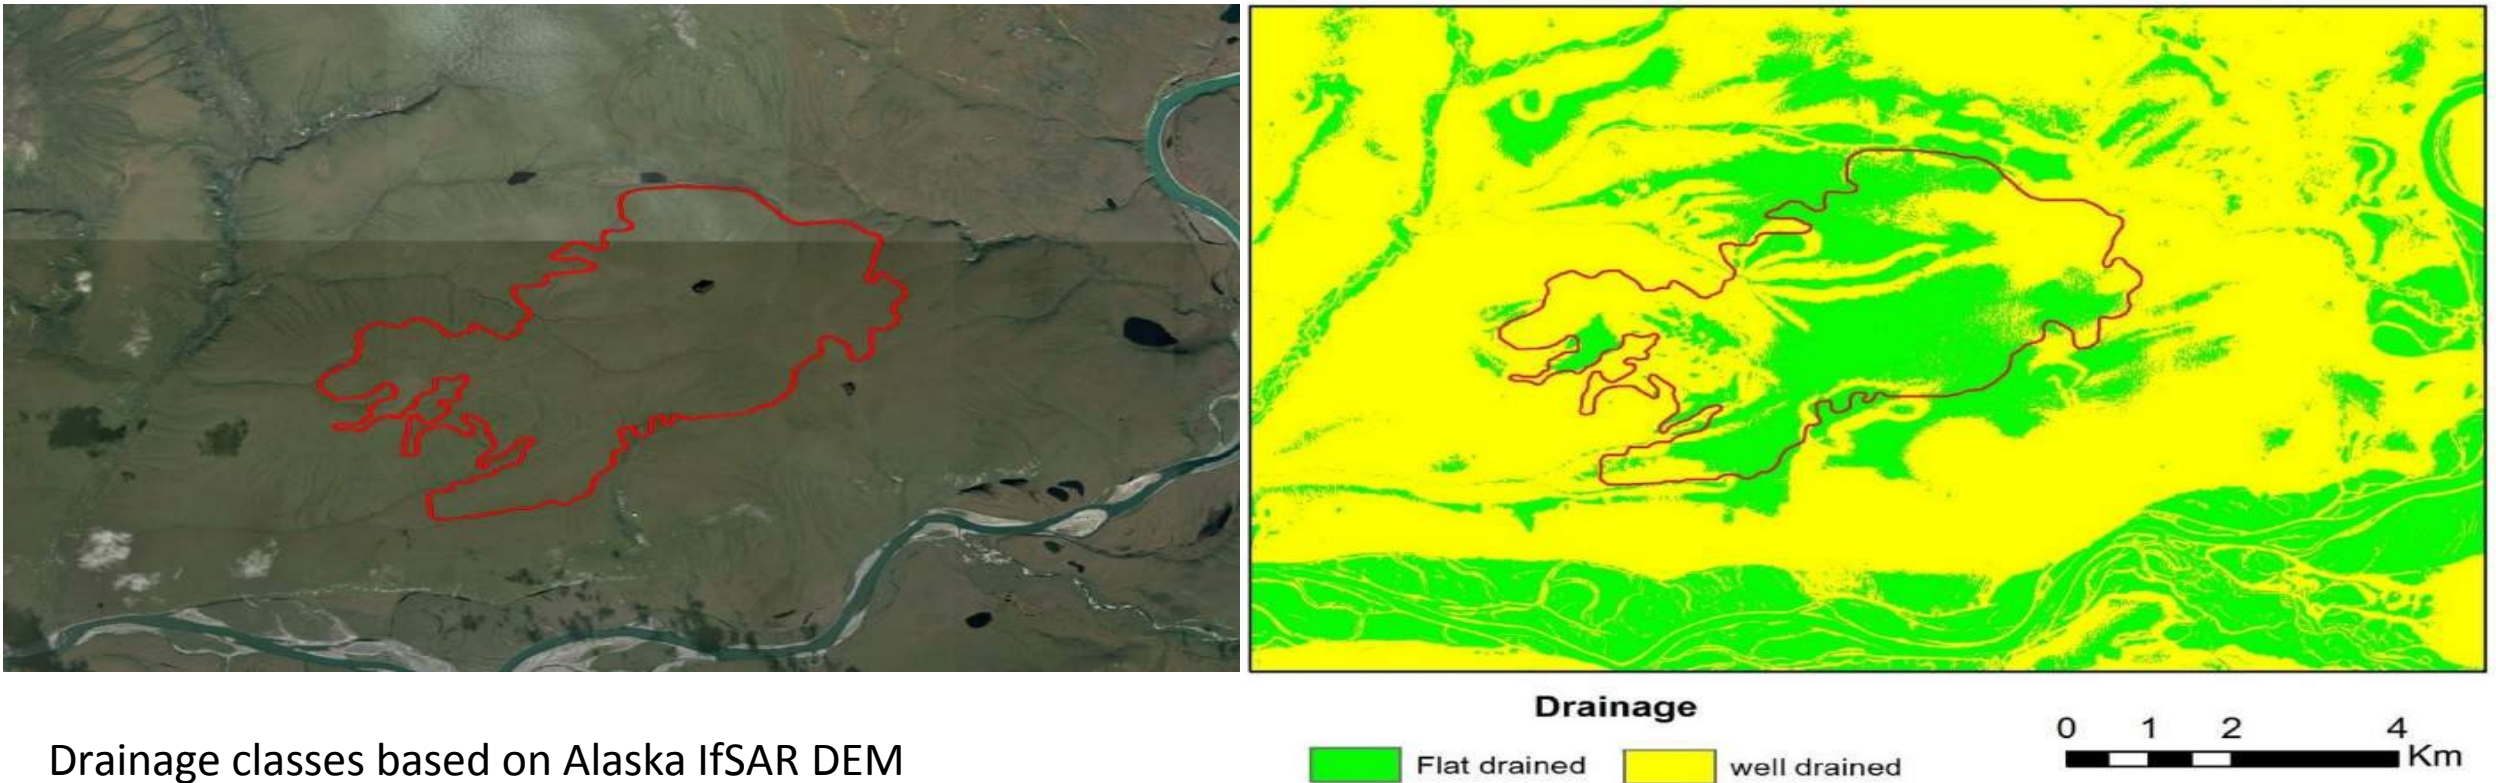 Drainage
0 1 2 4
Km
Flat drained well drained
Drainage classes based on Alaska IfSAR DEM